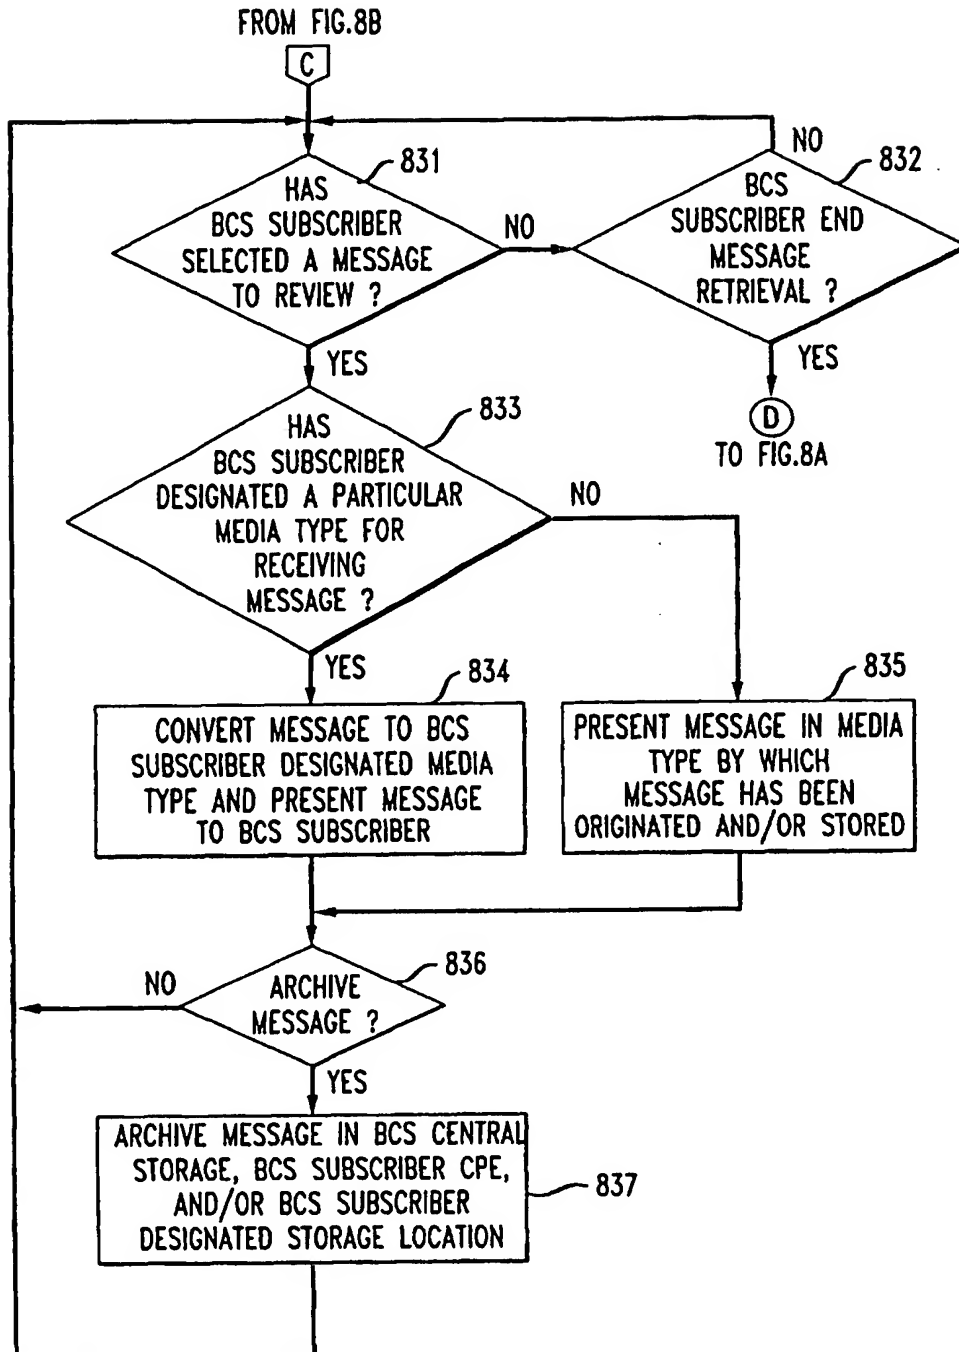 FROM FIG.8B
C
831
HAS
BCS SUBSCRIBER
SELECTED A MESSAGE
TO REVIEW ?
NO
YES
NO
832
BCS
SUBSCRIBER END
MESSAGE
RETRIEVAL ?
YES
D
TO FIG.8A
833
HAS
BCS SUBSCRIBER
DESIGNATED A PARTICULAR
MEDIA TYPE FOR
RECEIVING
MESSAGE ?
NO
YES
834
CONVERT MESSAGE TO BCS
SUBSCRIBER DESIGNATED MEDIA
TYPE AND PRESENT MESSAGE
TO BCS SUBSCRIBER
835
PRESENT MESSAGE IN MEDIA
TYPE BY WHICH
MESSAGE HAS BEEN
ORIGINATED AND/OR STORED
836
NO
ARCHIVE
MESSAGE ?
YES
ARCHIVE MESSAGE IN BCS CENTRAL
STORAGE, BCS SUBSCRIBER CPE,
AND/OR BCS SUBSCRIBER
DESIGNATED STORAGE LOCATION
837